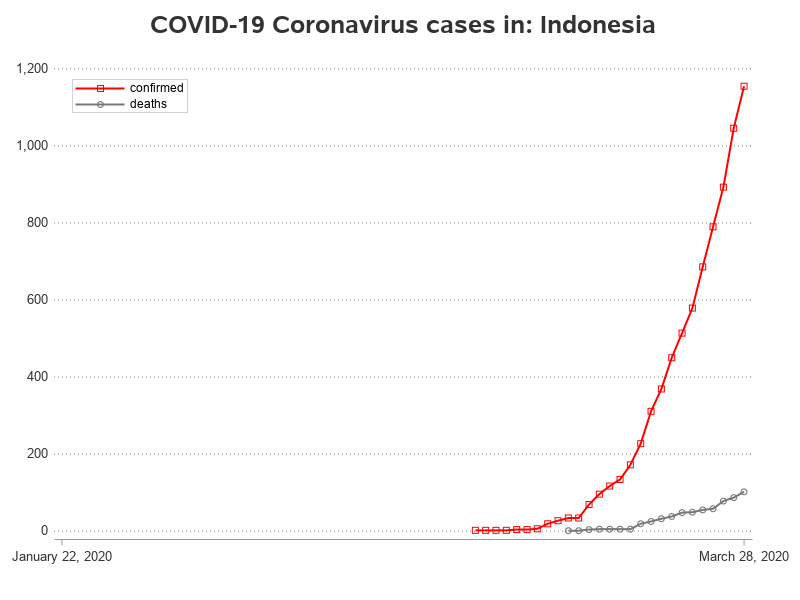 COVID-19 Coronavirus cases in: Indonesia
1,200
confirmed
deaths
1,000
800
600
400
200
0
January 22, 2020
March 28, 2020